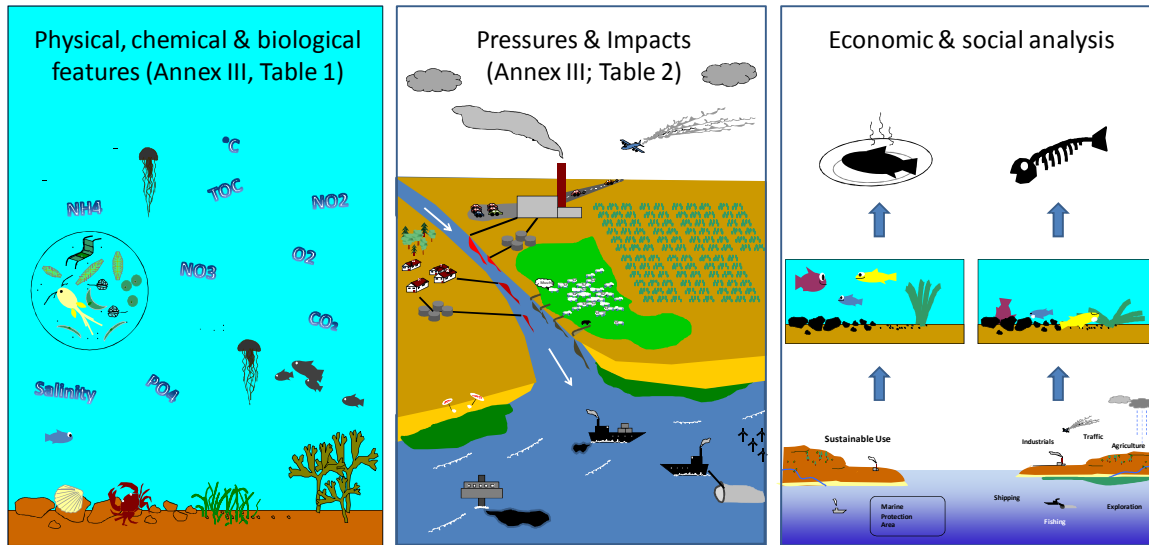 Physical, chemical & biological
features (Annex III, Table 1)
°C
TOC
NH4
NO2
O2
NO3
CO₂
Salinity
PO4
Pressures & Impacts
(Annex III; Table 2)
Economic & social analysis
Sustainable Use
Marine
Protection
Area
Industrials
Traffic
Agriculture
Shipping
Fishing
Exploration